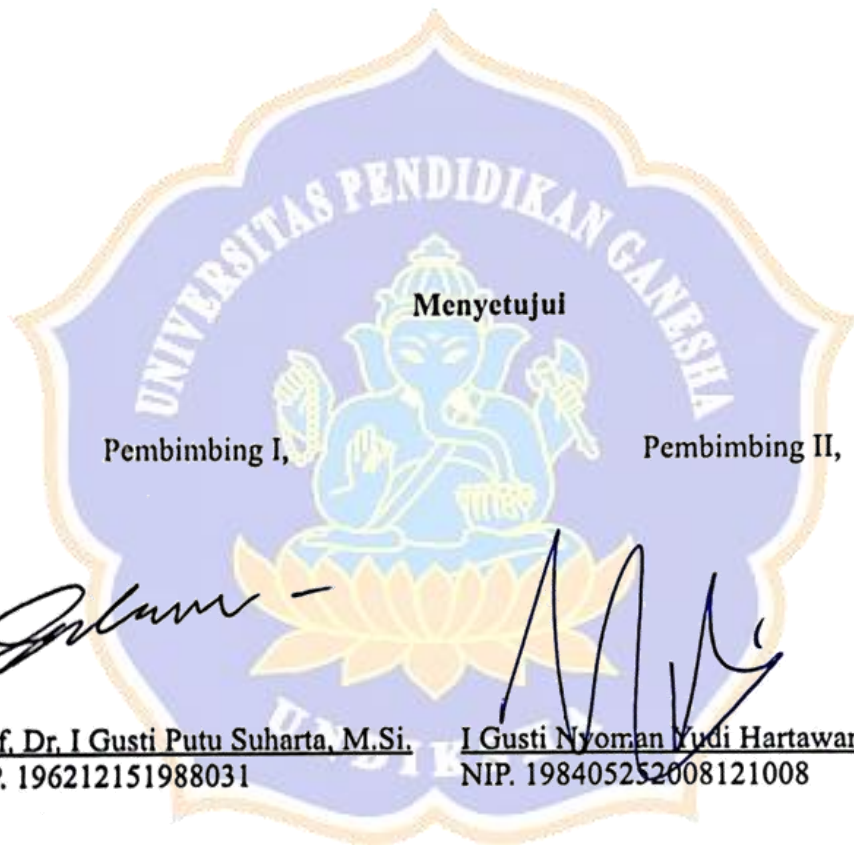 UNIVERSITAS PENDIDIKAN GANESHA
Menyetujui
Pembimbing I,
Pembimbing II,
f. Dr. I Gusti Putu Suharta, M.Si.
I Gusti Nyoman Yudi Hartawan
. 196212151988031
NIP. 198405252008121008
UNDIKSHA